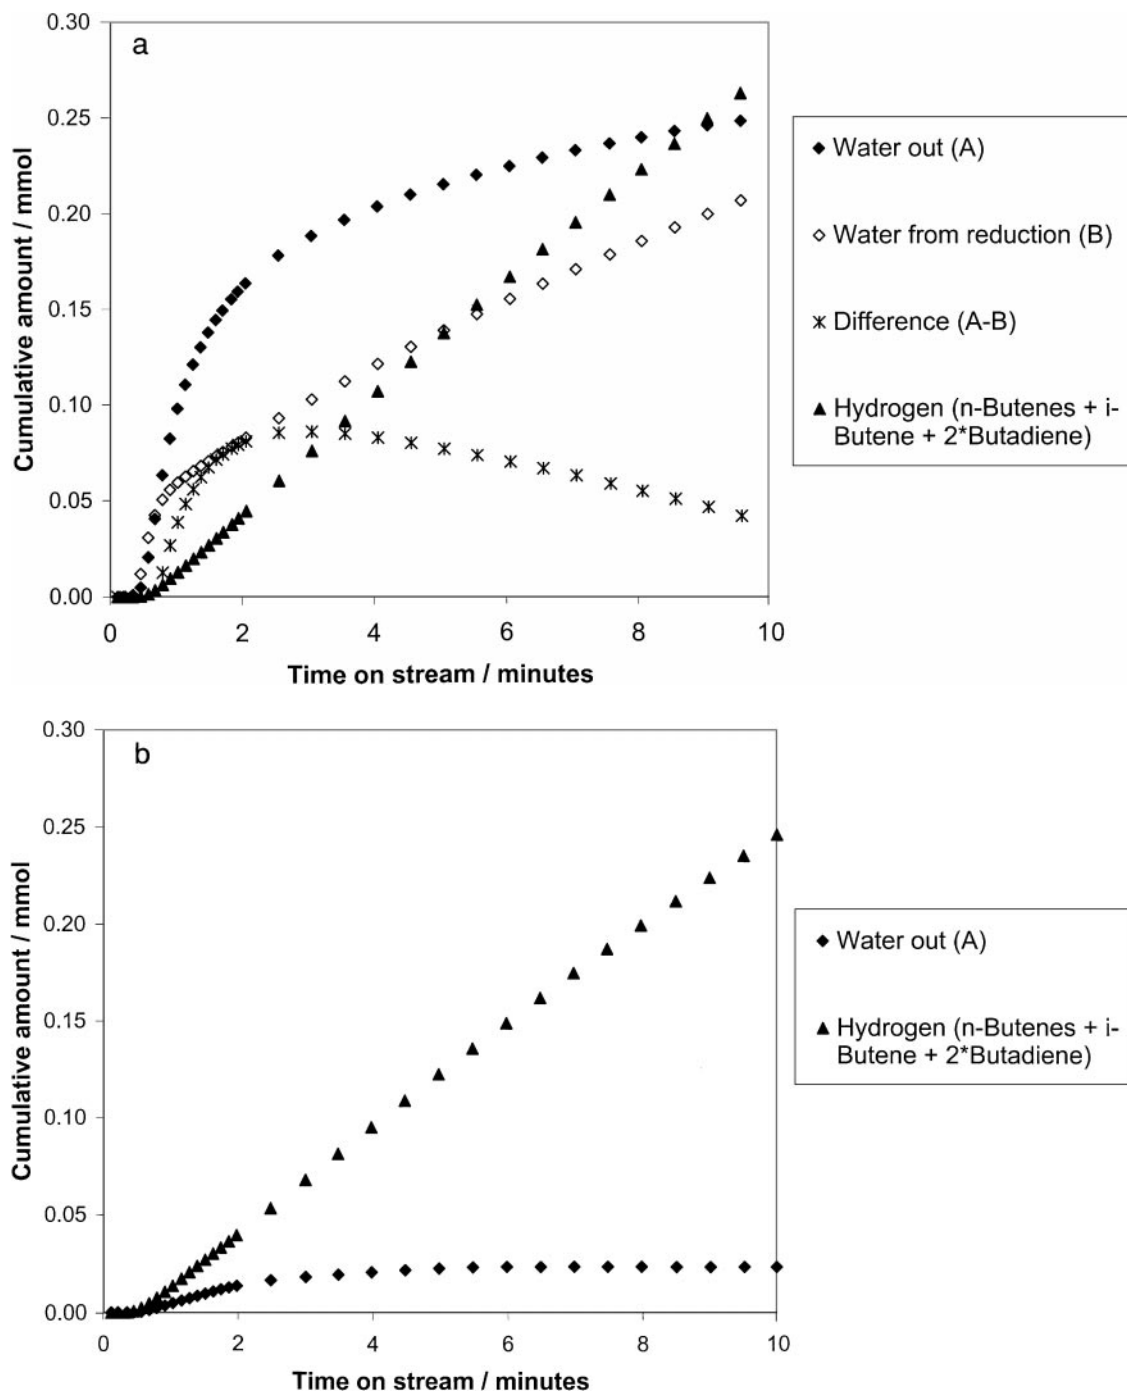 a
0.30
0.25
0.20
0.15
0.10
0.05
0.00
Cumulative amount / mmol
0 2 4 6 8 10
Time on stream / minutes
Water out (A)
Water from reduction (B)
Difference (A-B)
Hydrogen (n-Butenes + i-
Butene + 2*Butadiene)
b
0.30
0.25
0.20
0.15
0.10
0.05
0.00
Cumulative amount / mmol
0 2 4 6 8 10
Time on stream / minutes
Water out (A)
Hydrogen (n-Butenes + i-
Butene + 2*Butadiene)